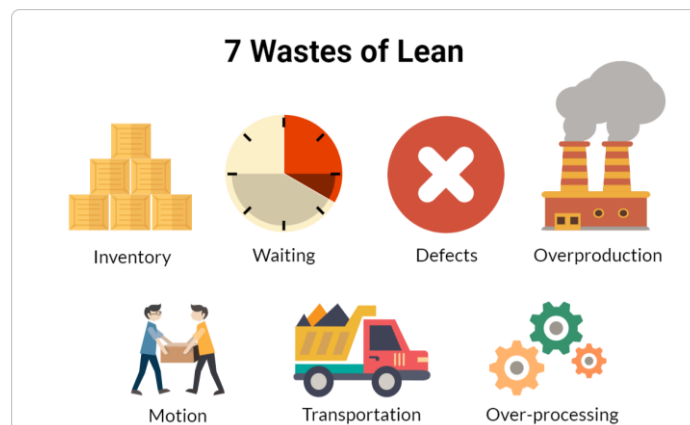 7 Wastes of Lean
Inventory
Waiting
Defects
Overproduction
Motion
Transportation
Over-processing